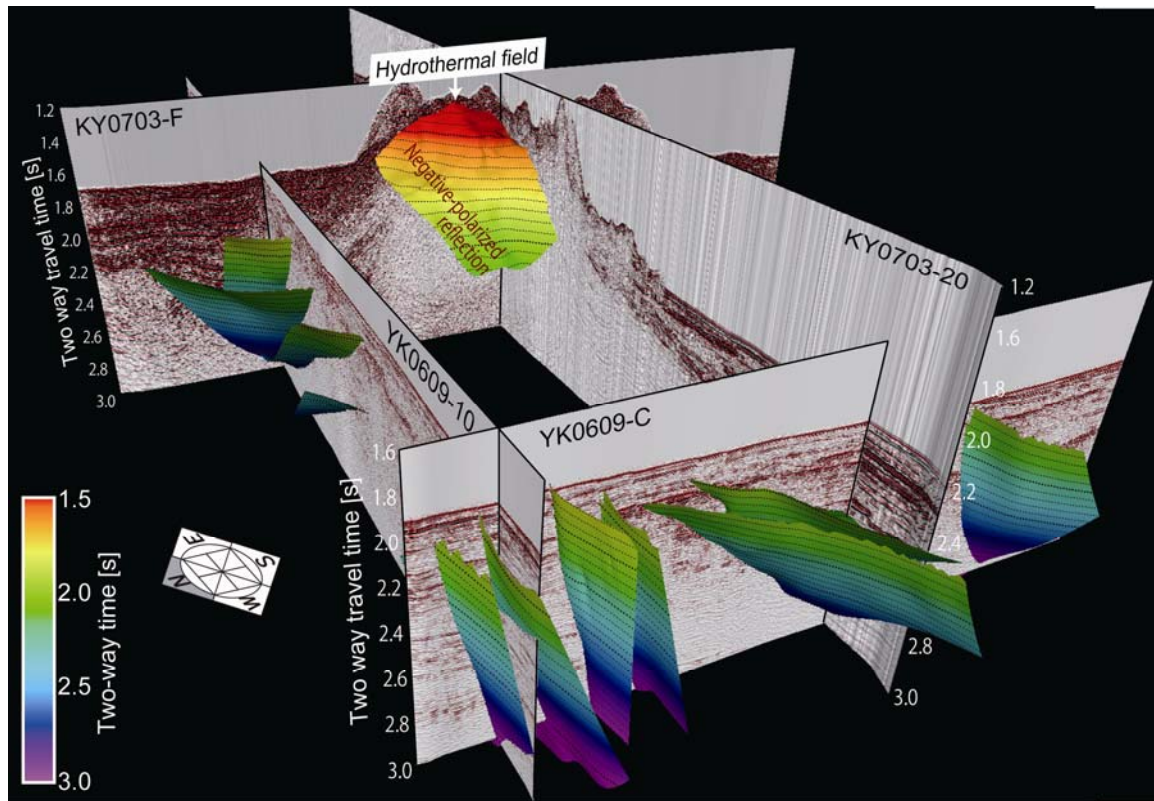 Hydrothermal field
KY0703-F
1.2
1.4
1.6
1.8
2.0
2.2
2.4
2.6
2.8
3.0
Two way travel time [s]
Negative-polarized
reflection
KY0703-20
1.2
1.6
1.8
2.0
2.2
2.4
2.8
3.0
YK0609-10
YK0609-C
1.6
1.8
2.0
2.2
2.4
2.6
2.8
3.0
Two way travel time [s]
1.5
2.0
2.5
3.0
Two-way time [s]
E
S
N
W